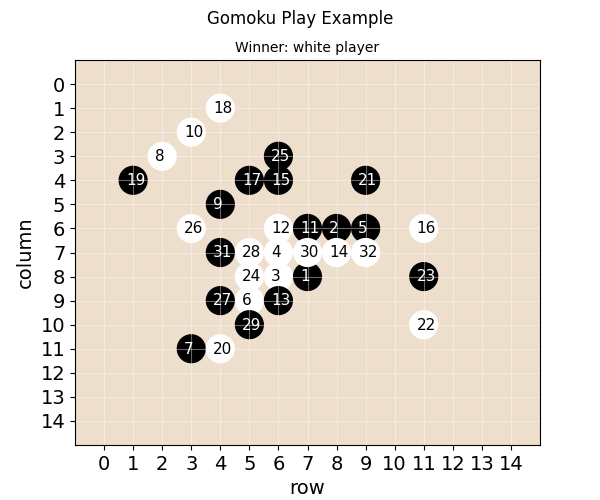 Gomoku Play Example
Winner: white player
0
1 18
2 10
3 8 25
4 19 17 15 21
5 9
6 26 12 11 2 5 16
7 31 28 4 30 14 32
8 24 3 1 23
9 27 6 13
10 29 22
11 7 20
12
13
14
column
0 1 2 3 4 5 6 7 8 9 10 11 12 13 14
row